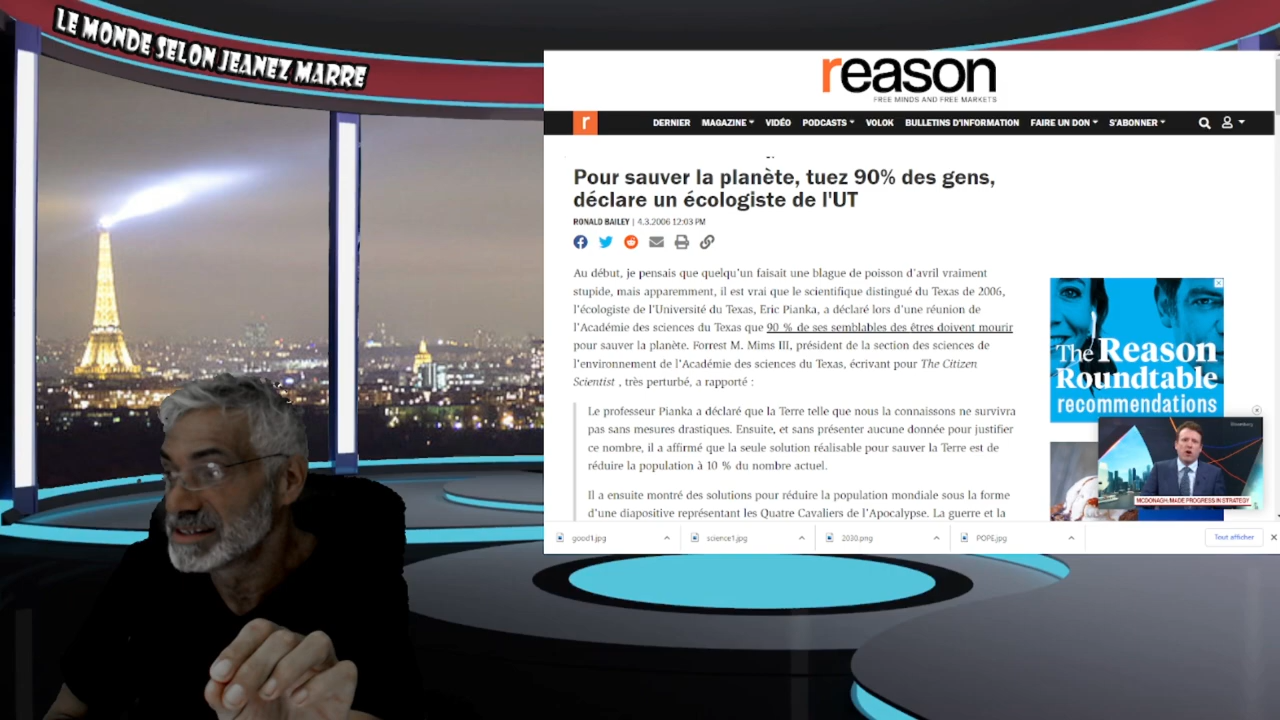 LE MONDE SELON JEANEZ MARRE
reason
FREE MINDS AND FREE MARKETS
r
DERNIER MAGAZINE VIDÉO PODCASTS VOLOK BULLETINS D'INFORMATION FAIRE UN DON S'ABONNER
Pour sauver la planète, tuez 90% des gens,
déclare un écologiste de l'UT
RONALD BAILEY | 4.3.2006 12:03 PM
Au début, je pensais que quelqu'un faisait une blague de poisson d'avril vraiment
stupide, mais apparemment, il est vrai que le scientifique distingué du Texas de 2006,
l'écologiste de l'Université du Texas, Eric Pianka, a déclaré lors d'une réunion de
l'Académie des sciences du Texas que 90 % de ses semblables des êtres doivent mourir
pour sauver la planète. Forrest M. Mims III, président de la section des sciences de
l'environnement de l'Académie des sciences du Texas, écrivant pour The Citizen
Scientist , très perturbé, a rapporté :
Le professeur Pianka a déclaré que la Terre telle que nous la connaissons ne survivra
pas sans mesures drastiques. Ensuite, et sans présenter aucune donnée pour justifier
ce nombre, il a affirmé que la seule solution réalisable pour sauver la Terre est de
réduire la population à 10 % du nombre actuel.
Il a ensuite montré des solutions pour réduire la population mondiale sous la forme
d'une diapositive représentant les Quatre Cavaliers de l'Apocalypse. La guerre et la
The Reason
Roundtable
recommendations
Bloomberg
MCDONAGH: MADE PROGRESS IN STRATEGY
good1.jpg
science1.jpg
2030.png
POPE.jpg
Tout afficher